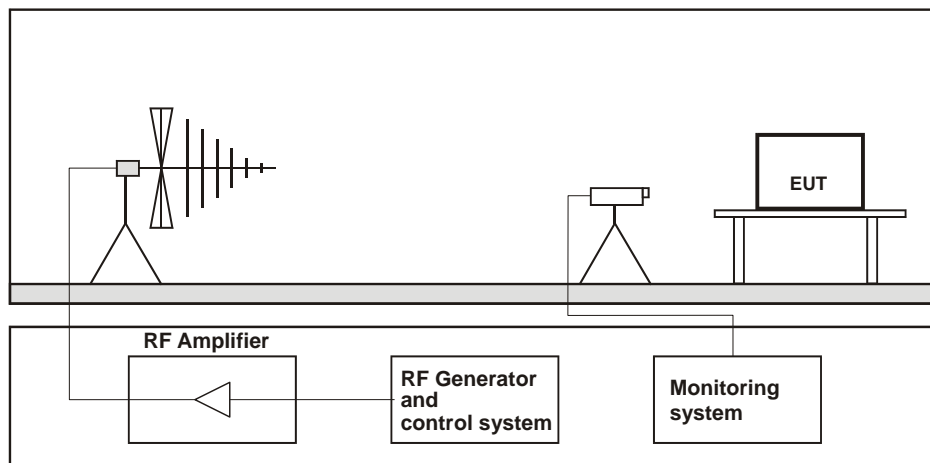 EUT
RF Amplifier
RF Generator
and
control system
Monitoring
system